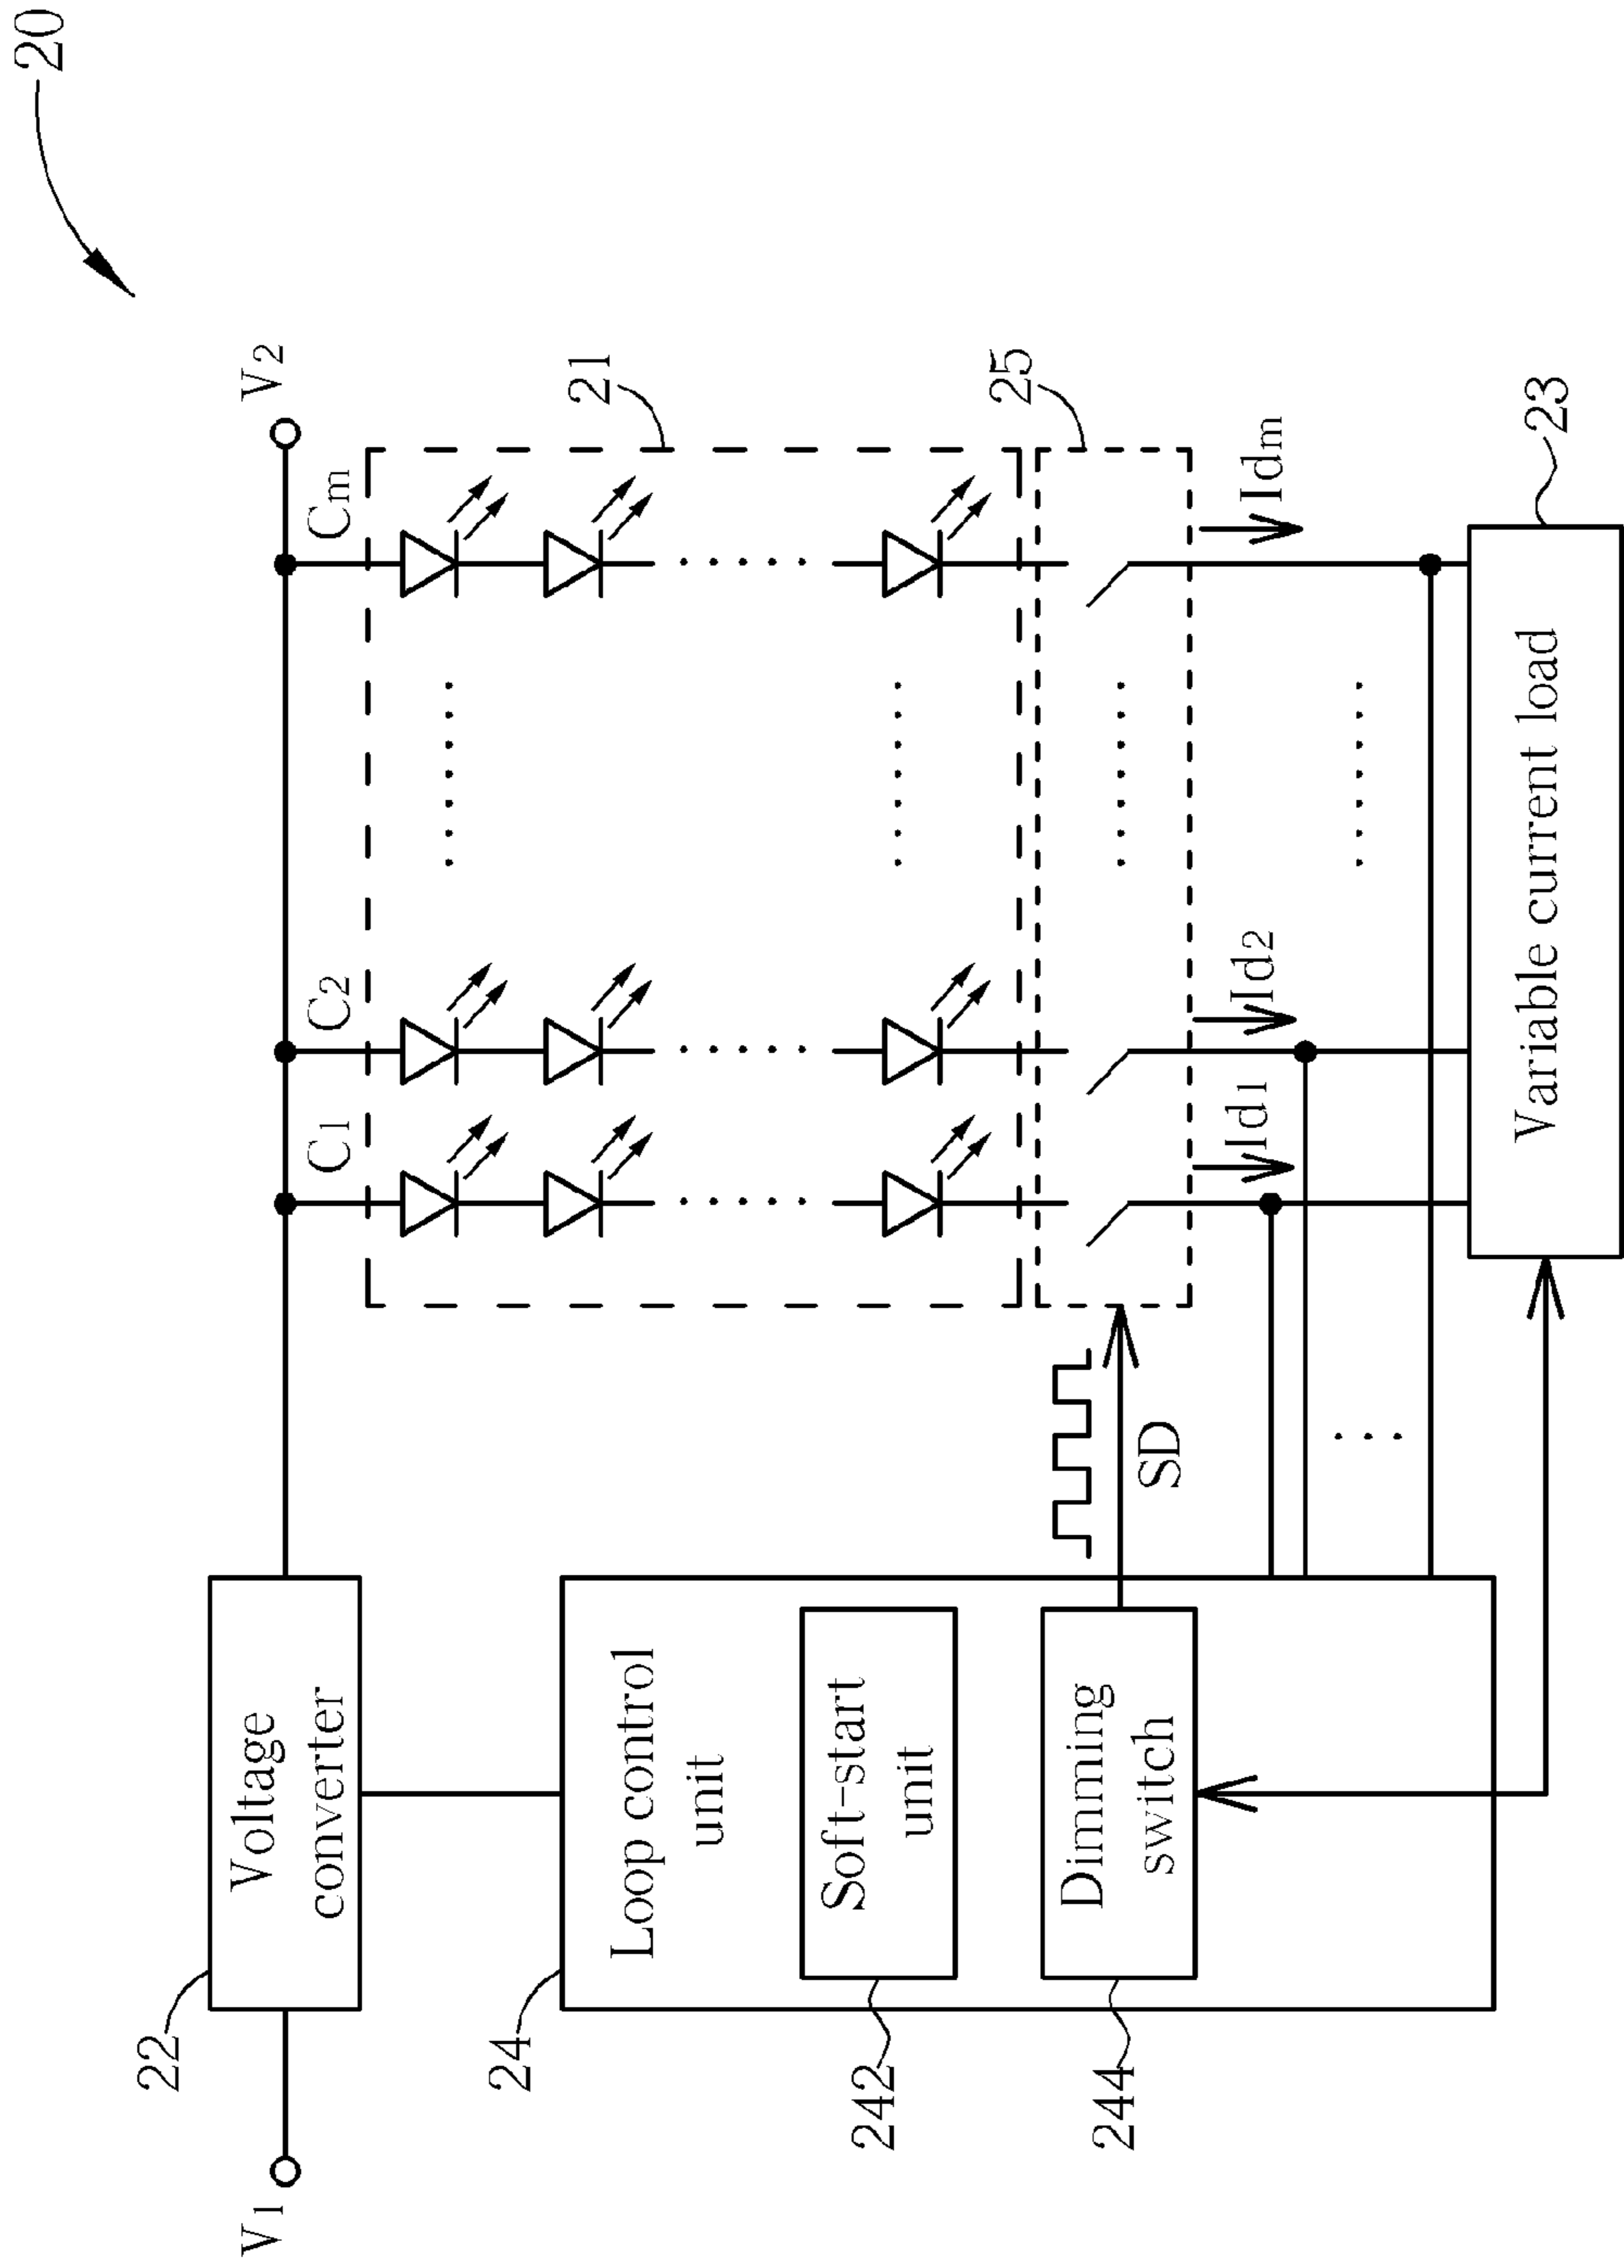 20
V1
22
Voltage
converter
V2
C1
C2
Cm
21
24
Loop control
unit
242
Soft-start
unit
244
Dimming
switch
SD
25
Id1
Id2
Idm
Variable current load
23